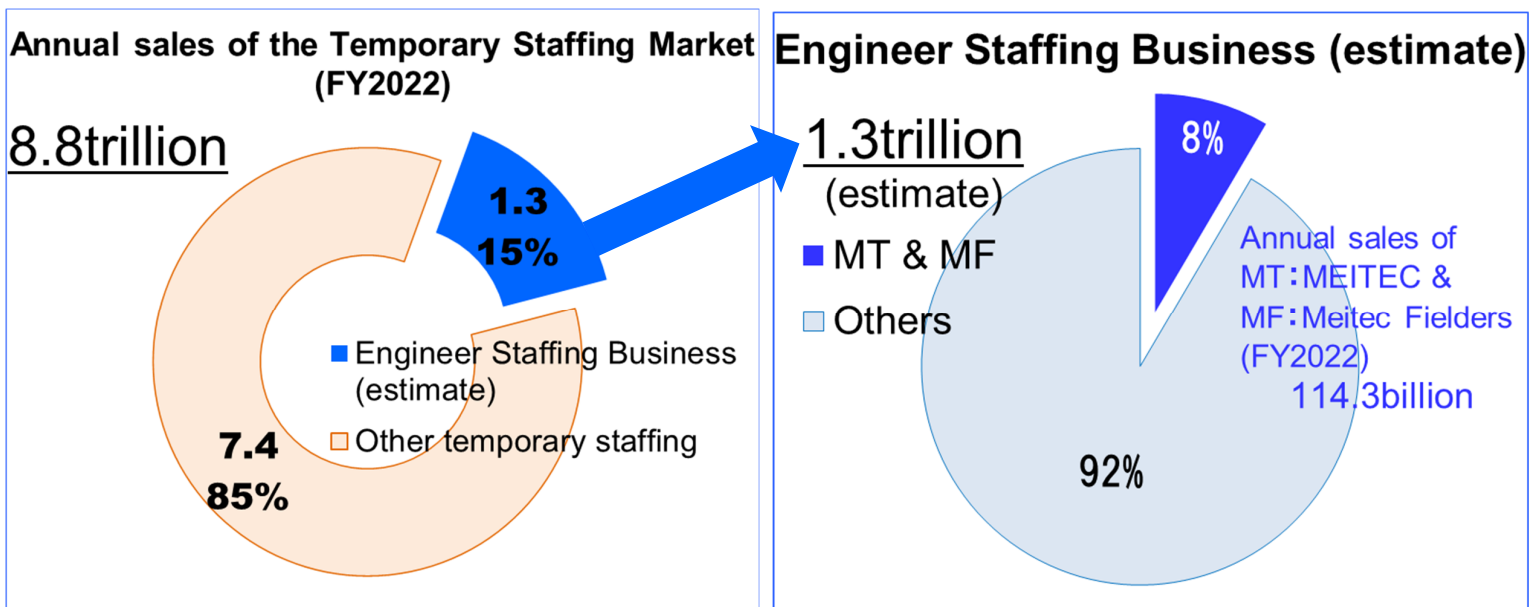 Annual sales of the Temporary Staffing Market
(FY2022)
8.8trillion
1.3
15%
Engineer Staffing Business
(estimate)
Other temporary staffing
7.4
85%
Engineer Staffing Business (estimate)
1.3trillion
(estimate)
MT & MF
Others
8%
Annual sales of
MT：MEITEC &
MF：Meitec Fielders
(FY2022)
114.3billion
92%